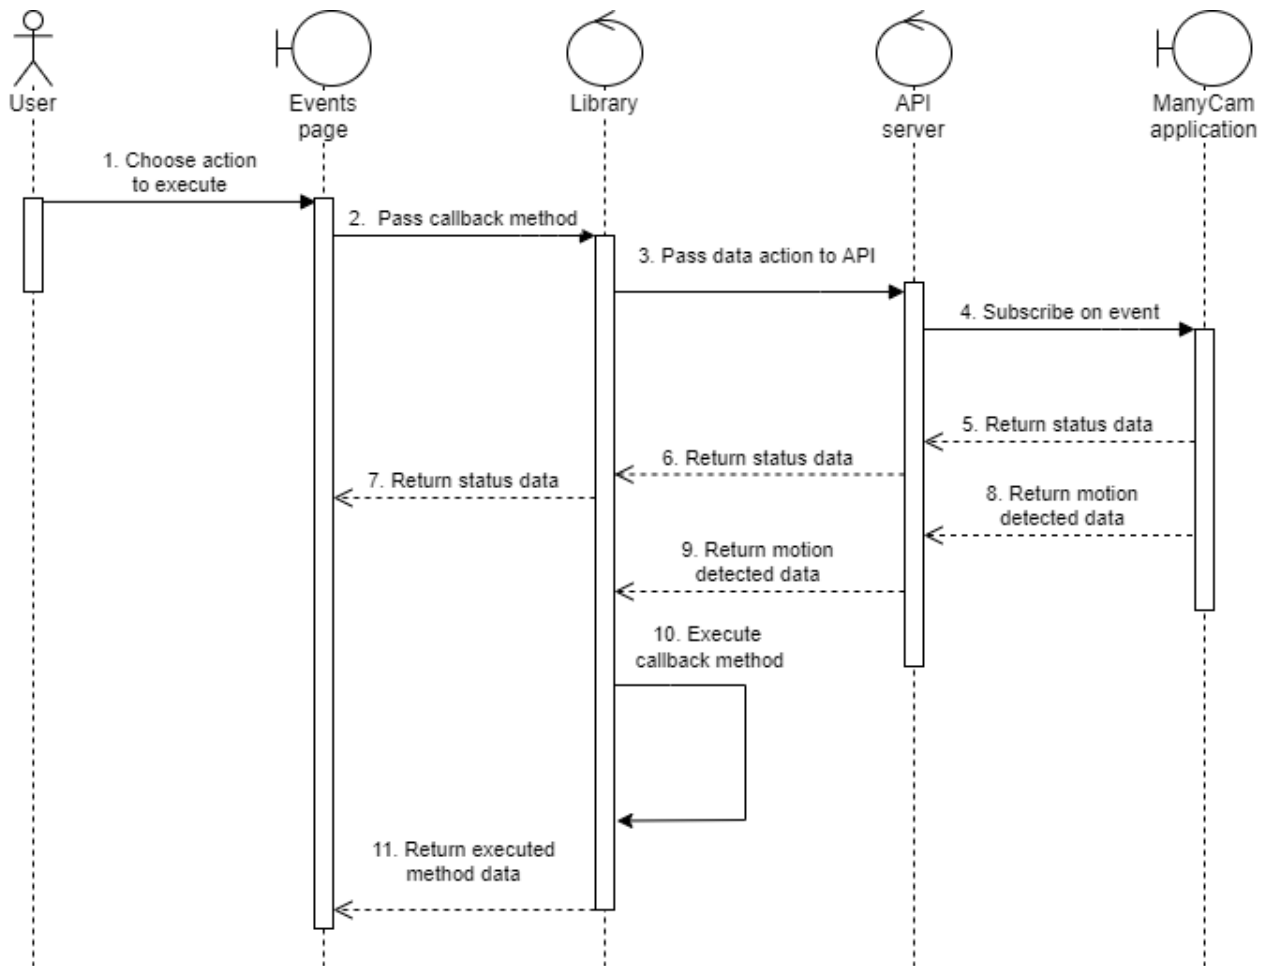 User
Events
page
Library
API
server
ManyCam
application
1. Choose action
to execute
2. Pass callback method
3. Pass data action to API
4. Subscribe on event
5. Return status data
6. Return status data
7. Return status data
8. Return motion
detected data
9. Return motion
detected data
10. Execute
callback method
11. Return executed
method data